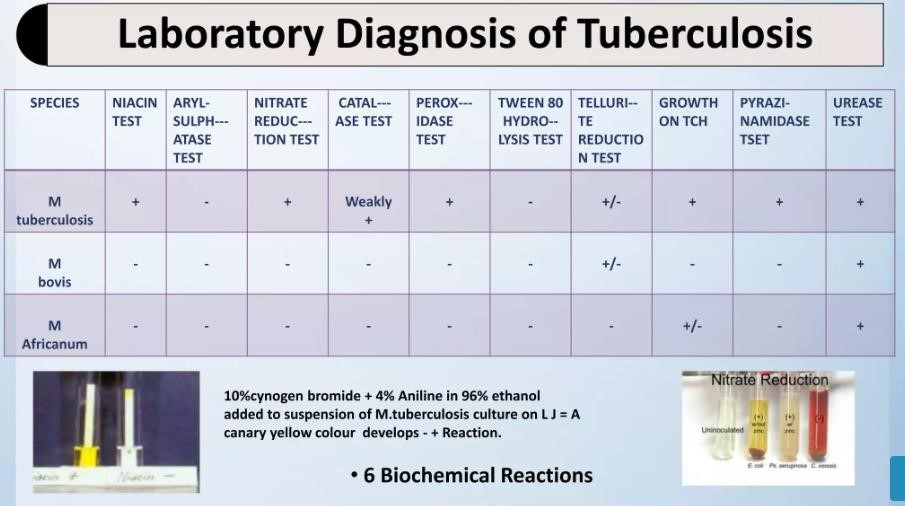 Laboratory Diagnosis of Tuberculosis
SPECIES NIACIN TEST ARYL-SULPH---ATASE TEST NITRATE REDUC---TION TEST CATAL---ASE TEST PEROX---IDASE TEST TWEEN 80 HYDRO--LYSIS TEST TELLURI--TE REDUCTION TEST GROWTH ON TCH PYRAZI-NAMIDASE TSET UREASE TEST
M tuberculosis + - + Weakly + + - +/- + + +
M bovis - - - - - - +/- - - +
M Africanum - - - - - - - +/- - +
10%cynogen bromide + 4% Aniline in 96% ethanol
added to suspension of M.tuberculosis culture on L J = A
canary yellow colour develops - + Reaction.
• 6 Biochemical Reactions
Niacin -
Nitrate Reduction
Uninoculated
(+) w/out zinc
(+) w/ zinc
(-)
E. coli Ps. aeruginosa